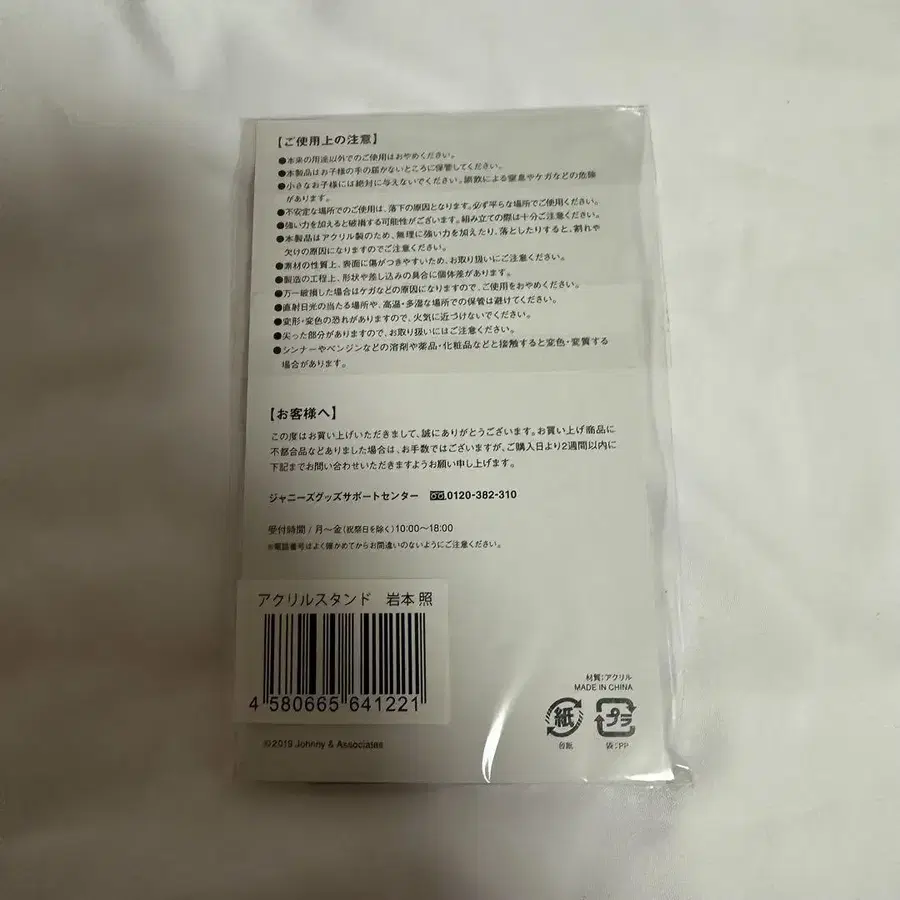 【ご使用上の注意】
●本来の用途以外でのご使用はおやめください。
●本製品はお子様の手の届かないところに保管してください。
●小さなお子様には絶対に与えないでください。誤飲による窒息やケガなどの危険
があります。
●不安定な場所でのご使用は、落下の原因となります。必ず平らな場所でご使用ください。
●強い力を加えると破損する可能性がございます。組み立ての際は十分ご注意ください。
●本製品はアクリル製のため、無理に強い力を加えたり、落としたりすると、割れや
欠けの原因になりますのでご注意ください。
●素材の性質上、表面に傷がつきやすいため、お取り扱いにご注意ください。
●製造の工程上、形状や差し込みの具合に個体差があります。
●万一破損した場合はケガなどの原因になりますので、ご使用をおやめください。
●直射日光の当たる場所や、高温・多湿な場所での保管は避けてください。
●変形・変色の恐れがありますので、火気に近づけないでください。
●尖った部分がありますので、お取り扱いにはご注意ください。
●シンナーやベンジンなどの溶剤や薬品・化粧品などと接触すると変色・変質する
場合があります。
【お客様へ】
この度はお買い上げいただきまして、誠にありがとうございます。お買い上げ商品に
不都合品などありました場合は、お手数ではございますが、ご購入日より2週間以内に
下記までお問い合わせいただきますようお願い申し上げます。
ジャニーズグッズサポートセンター 0120-382-310
受付時間/月〜金(祝祭日を除く)10:00〜18:00
※電話番号はよく確かめてからお間違いのないようにご注意ください。
アクリルスタンド 岩本 照
4 580665 641221
©2019 Johnny & Associates
材質:アクリル
MADE IN CHINA
紙 プラ
台紙 袋:PP